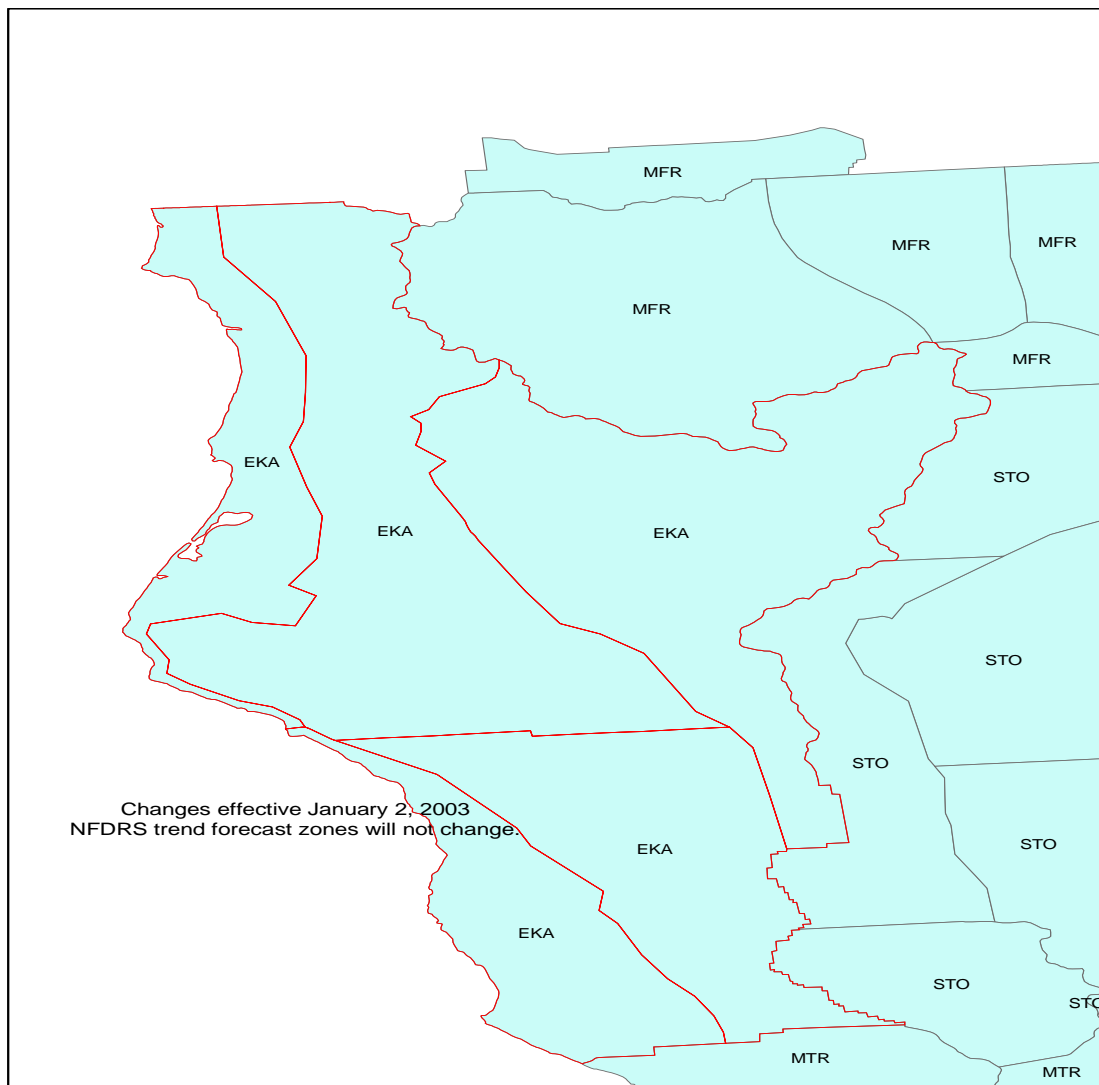 MFR
MFR
MFR
MFR
MFR
EKA
STO
EKA
EKA
STO
STO
Changes effective January 2, 2003
NFDRS trend forecast zones will not change.
EKA
STO
EKA
STO
STO
MTR
MTR